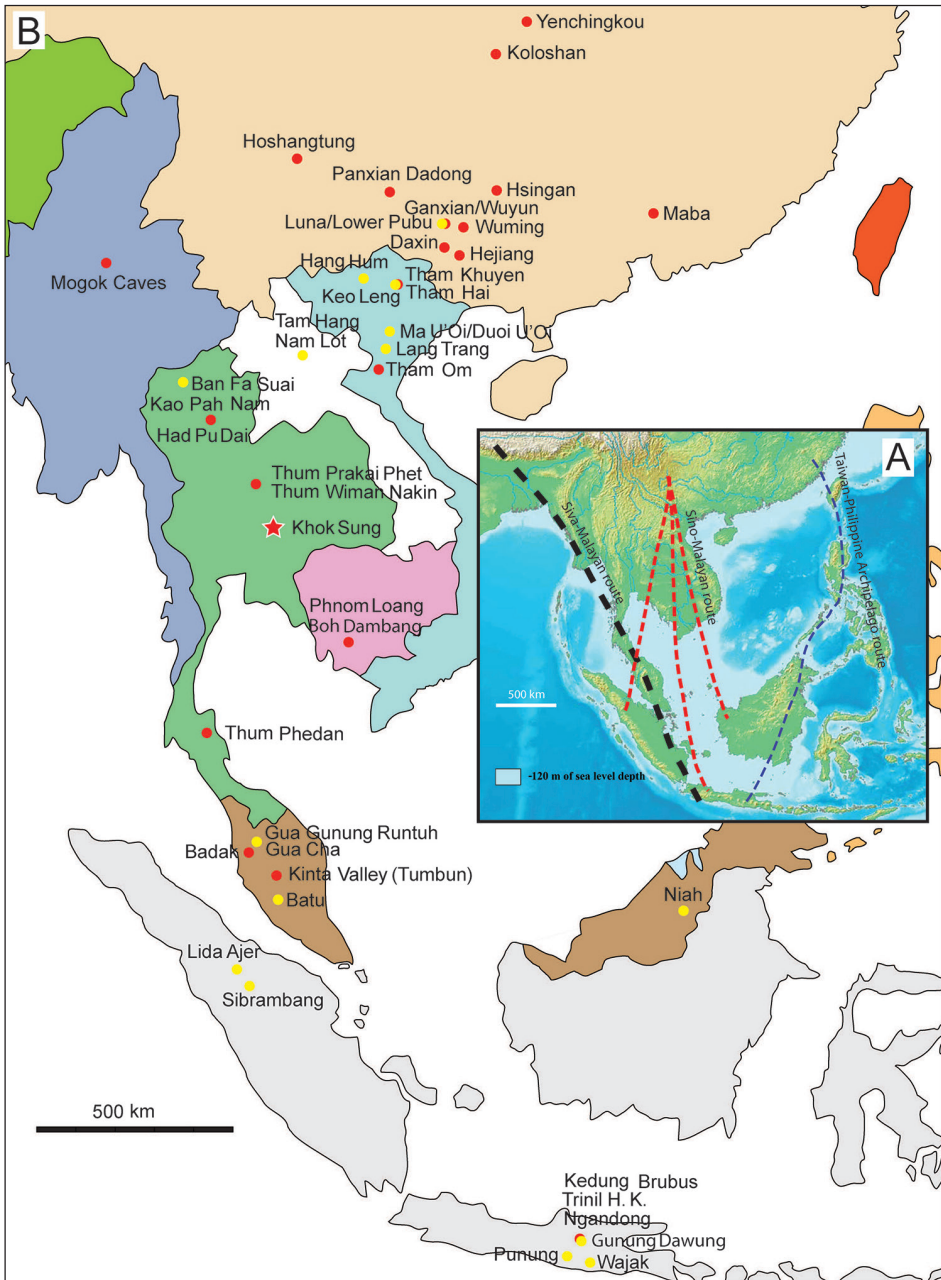 B
Yenchingkou
Koloshan
Hoshangtung
Panxian Dadong
Hsingan
Ganxian/Wuyun
Luna/Lower Pubu
Wuming
Maba
Daxin
Hejiang
Hang Hum
Tham Khuyen
Mogok Caves
Keo Leng
Tham Hai
Tam Hang
Nam Lot
Ma U'Oi/Duoi U'Oi
Lang Trang
Tham Om
Ban Fa Suai
Kao Pah Nam
Had Pu Dai
Thum Prakai Phet
Thum Wiman Nakin
Khok Sung
Phnom Loang
Boh Dambang
Thum Phedan
A
Siva-Malayan route
Sino-Malayan route
Taiwan-Philippine Archipelago route
500 km
-120 m of sea level depth
Gua Gunung Runtuh
Badak
Gua Cha
Kinta Valley (Tumbun)
Batu
Niah
Lida Ajer
Sibrambang
500 km
Kedung Brubus
Trinil H. K.
Ngandong
Gunung Dawung
Punung
Wajak